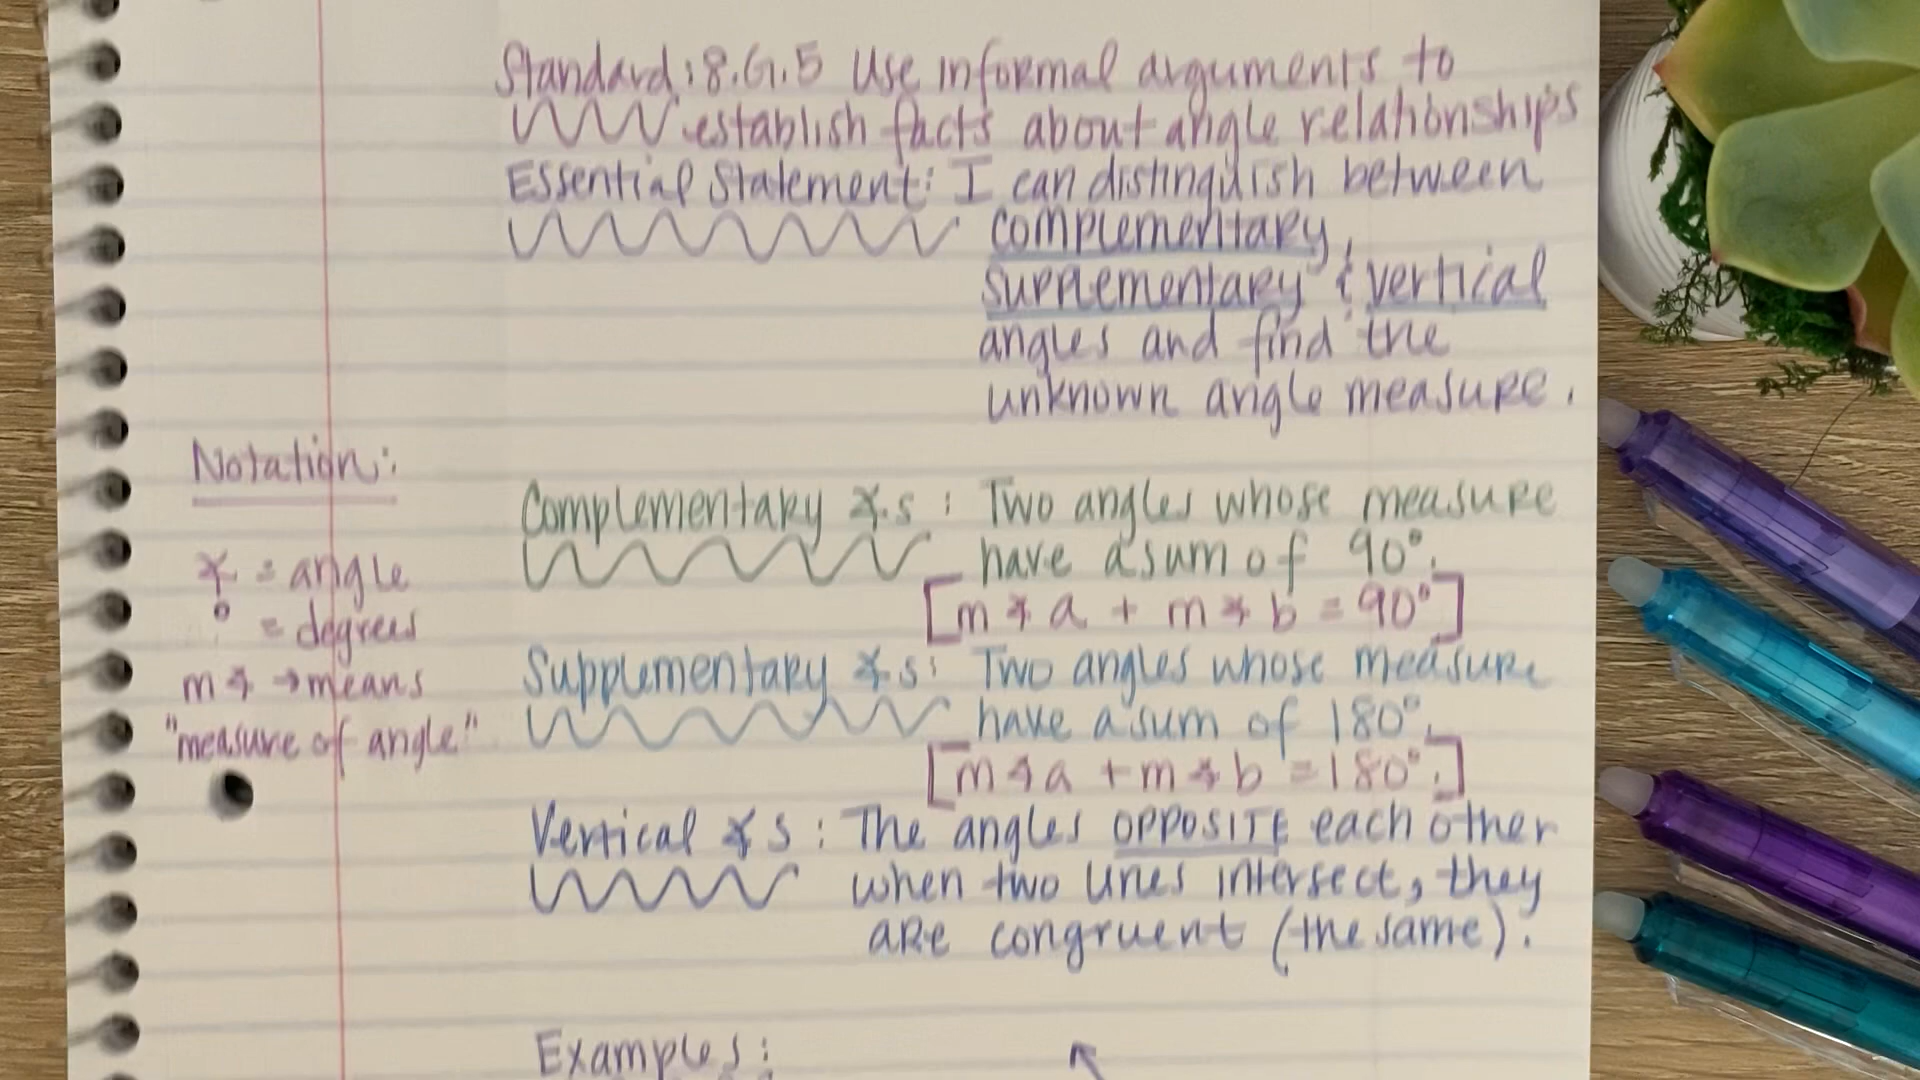 Standard: 8.G.5 Use informal arguments to
establish facts about angle relationships
Essential Statement: I can distinguish between
complementary,
supplementary & vertical
angles and find the
unknown angle measure.
Notation:
∡ = angle
° = degrees
m∡ → means
"measure of angle"
Complementary ∡s: Two angles whose measure
have a sum of 90°.
[m∡a + m∡b = 90°]
Supplementary ∡s: Two angles whose measure
have a sum of 180°.
[m∡a + m∡b = 180°.]
Vertical ∡s: The angles OPPOSITE each other
when two lines intersect, they
are congruent (the same).
Examples: